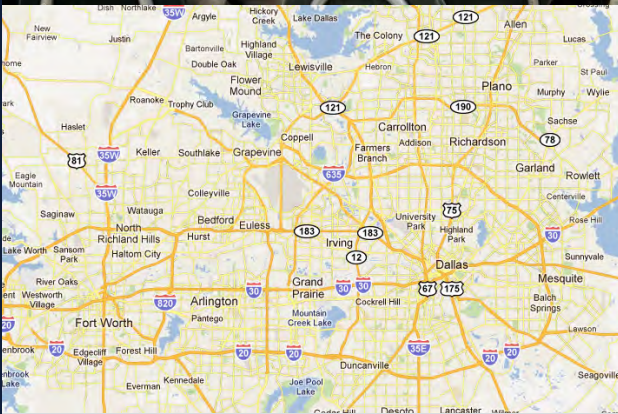 Dish
Northlake
Argyle
35W
Hickory
Creek
Lake Dallas
121
Allen
New
Fairview
Justin
Bartonville
Highland
Village
The Colony
121
Lucas
Double Oak
Lewisville
Hebron
Parker
St Paul
Flower
Mound
Plano
Murphy
Wylie
Roanoke
Trophy Club
Grapevine
Lake
121
190
Sachse
Haslet
Coppell
Carrollton
Addison
Richardson
78
81
35W
Keller
Southlake
Grapevine
Farmers
Branch
Garland
Rowlett
Eagle
Mountain
35W
635
Colleyville
Centerville
Saginaw
Watauga
Bedford
Euless
University
Park
75
Rose Hill
North
Richland Hills
Hurst
183
183
Highland
Park
30
Lake Worth
Sansom
Park
Haltom City
Irving
12
Dallas
Sunnyvale
River Oaks
Westworth
Village
820
Arlington
30
Grand
Prairie
30
30
Cockrell Hill
67
175
Mesquite
Balch
Springs
Pantego
Mountain
Creek Lake
Fort Worth
20
Lawson
20
Edgecliff
Village
Forest Hill
20
20
35E
20
20
Duncanville
Seagoville
Everman
Kennedale
Joe Pool
Lake
Cedar Hill
Desoto
Lancaster